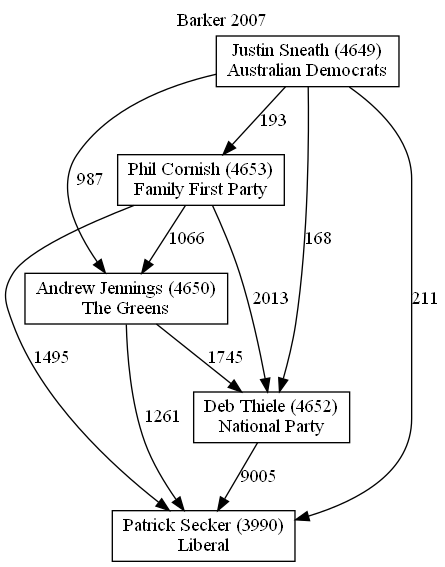 Barker 2007
Justin Sneath (4649)
Australian Democrats
193
Phil Cornish (4653)
Family First Party
987
1066
168
Andrew Jennings (4650)
The Greens
2013
211
1495
1745
Deb Thiele (4652)
National Party
1261
9005
Patrick Secker (3990)
Liberal